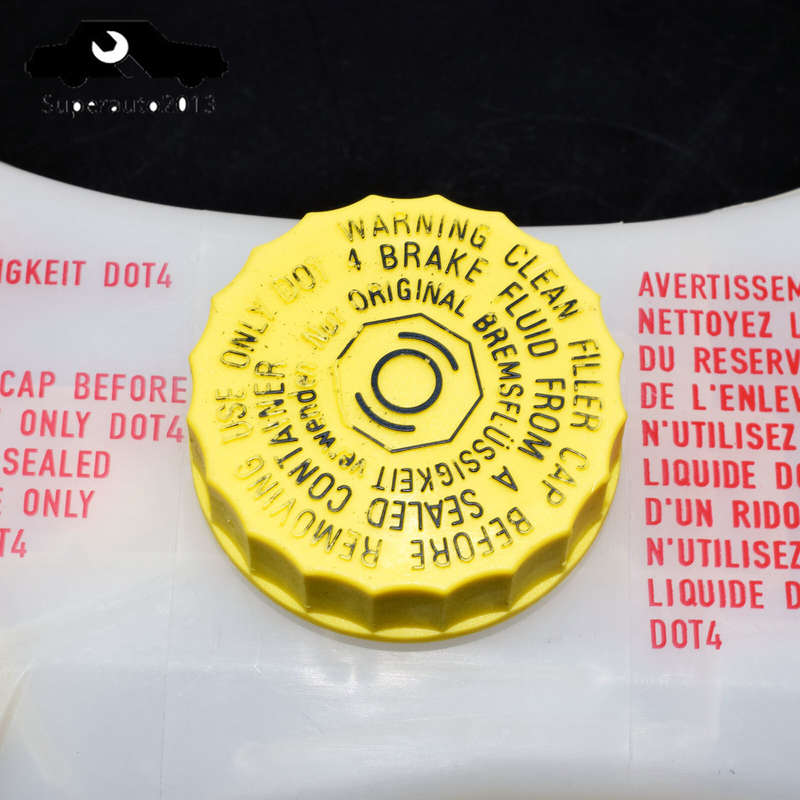 Superauto2013
WARNING CLEAN FILLER CAP BEFORE REMOVING USE ONLY DOT
4 BRAKE FLUID FROM A SEALED CONTAINER
ORIGINAL BREMSFLÜSSIGKEIT
IGKEIT DOT4
CAP BEFORE
ONLY DOT4
SEALED
ONLY
T4
AVERTISSEM
NETTOYEZ L
DU RESERV
DE L'ENLEV
N'UTILISEZ
LIQUIDE DO
D'UN RIDO
N'UTILISEZ
LIQUIDE D
DOT4